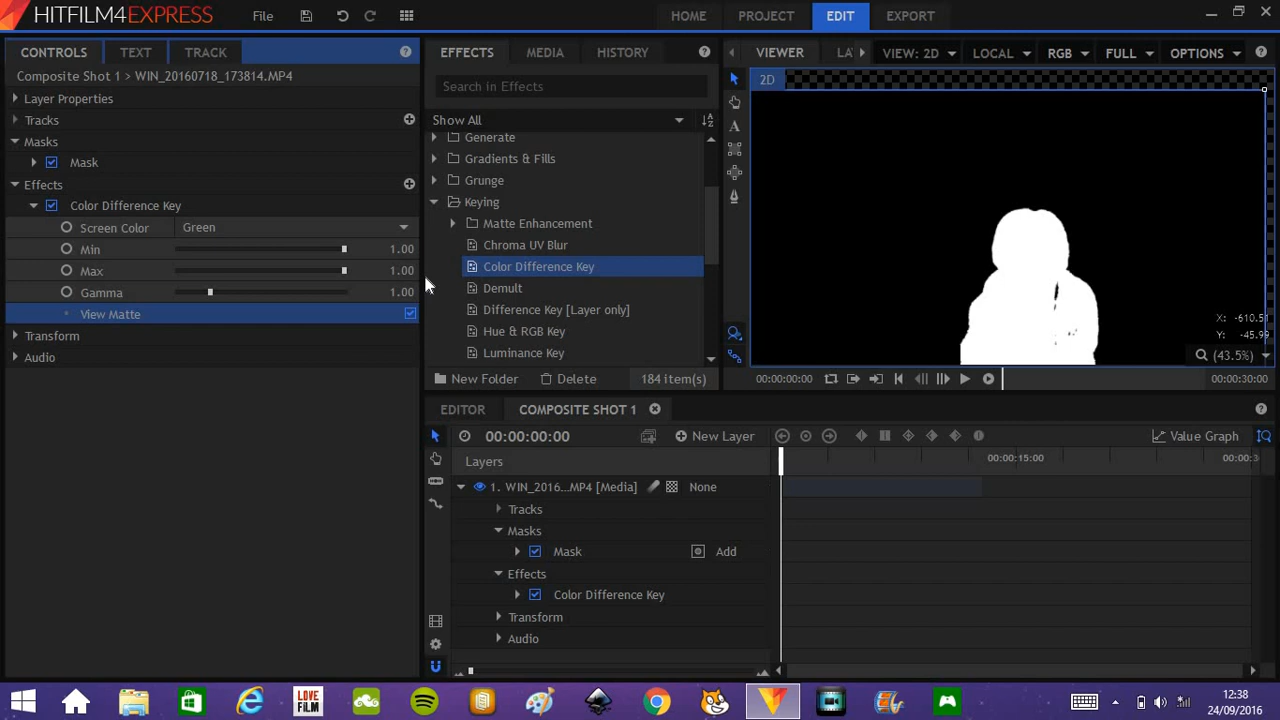 HITFILM4EXPRESS
File
HOME
PROJECT
EDIT
EXPORT
CONTROLS
TEXT
TRACK
?
Composite Shot 1 > WIN_20160718_173814.MP4
Layer Properties
Tracks
Masks
Mask
Effects
Color Difference Key
Screen Color
Green
Min
1.00
Max
1.00
Gamma
1.00
View Matte
Transform
Audio
EFFECTS
MEDIA
HISTORY
?
Search in Effects
Show All
Generate
Gradients & Fills
Grunge
Keying
Matte Enhancement
Chroma UV Blur
Color Difference Key
Demult
Difference Key [Layer only]
Hue & RGB Key
Luminance Key
New Folder
Delete
184 item(s)
VIEWER
LA
VIEW: 2D
LOCAL
RGB
FULL
OPTIONS
?
2D
X: -610.51
Y: -45.99
(43.5%)
00:00:00:00
00:00:30:00
EDITOR
COMPOSITE SHOT 1
?
00:00:00:00
New Layer
Value Graph
Layers
00:00:15:00
00:00:3
1. WIN_2016...MP4 [Media]
None
Tracks
Masks
Mask
Add
Effects
Color Difference Key
Transform
Audio
LOVE
FiLM
12:38
24/09/2016